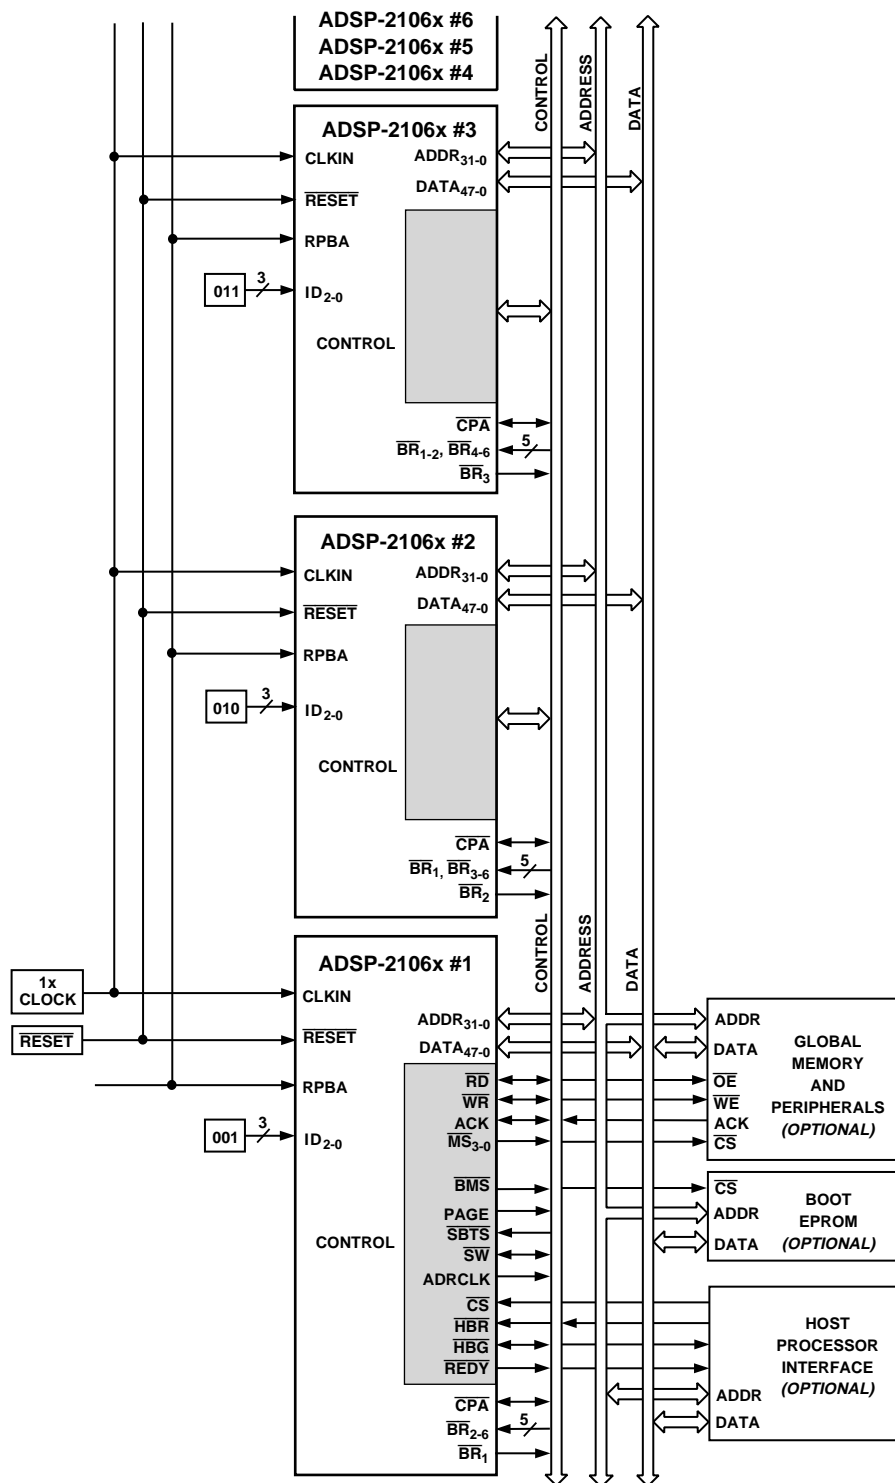 ADSP-2106x #6
ADSP-2106x #5
ADSP-2106x #4
CONTROL
ADDRESS
DATA
ADSP-2106x #3
CLKIN
RESET
RPBA
011
3
ID2-0
CONTROL
ADDR31-0
DATA47-0
CPA
BR1-2, BR4-6
5
BR3
ADSP-2106x #2
CLKIN
RESET
RPBA
010
3
ID2-0
CONTROL
ADDR31-0
DATA47-0
CPA
BR1, BR3-6
5
BR2
CONTROL
ADDRESS
DATA
1x
CLOCK
RESET
ADSP-2106x #1
CLKIN
RESET
RPBA
001
3
ID2-0
CONTROL
ADDR31-0
DATA47-0
RD
WR
ACK
MS3-0
BMS
PAGE
SBTS
SW
ADRCLK
CS
HBR
HBG
REDY
CPA
BR2-6
5
BR1
ADDR
DATA
OE
WE
ACK
CS
GLOBAL
MEMORY
AND
PERIPHERALS
(OPTIONAL)
CS
ADDR
DATA
BOOT
EPROM
(OPTIONAL)
HOST
PROCESSOR
INTERFACE
(OPTIONAL)
ADDR
DATA